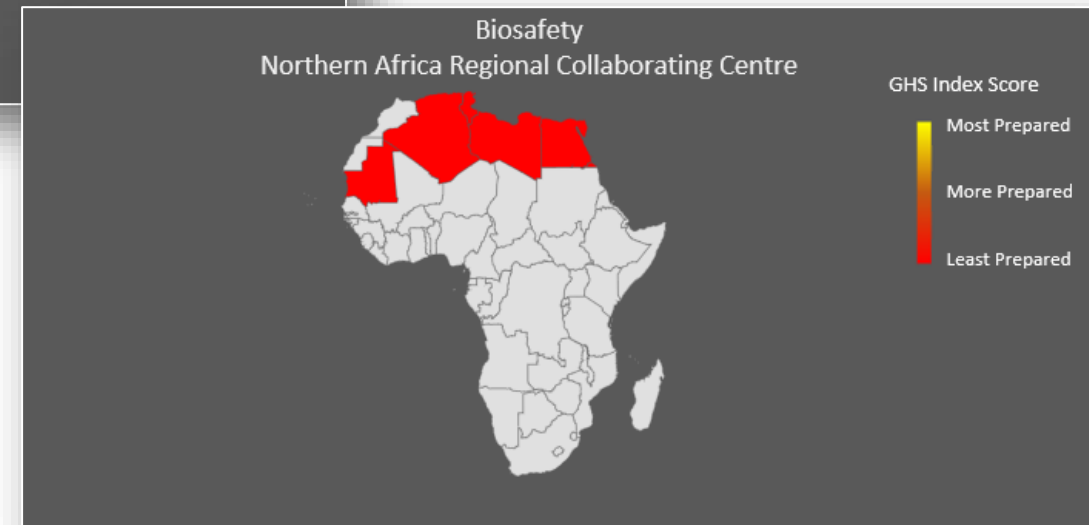 Biosafety
Northern Africa Regional Collaborating Centre
GHS Index Score
Most Prepared
More Prepared
Least Prepared